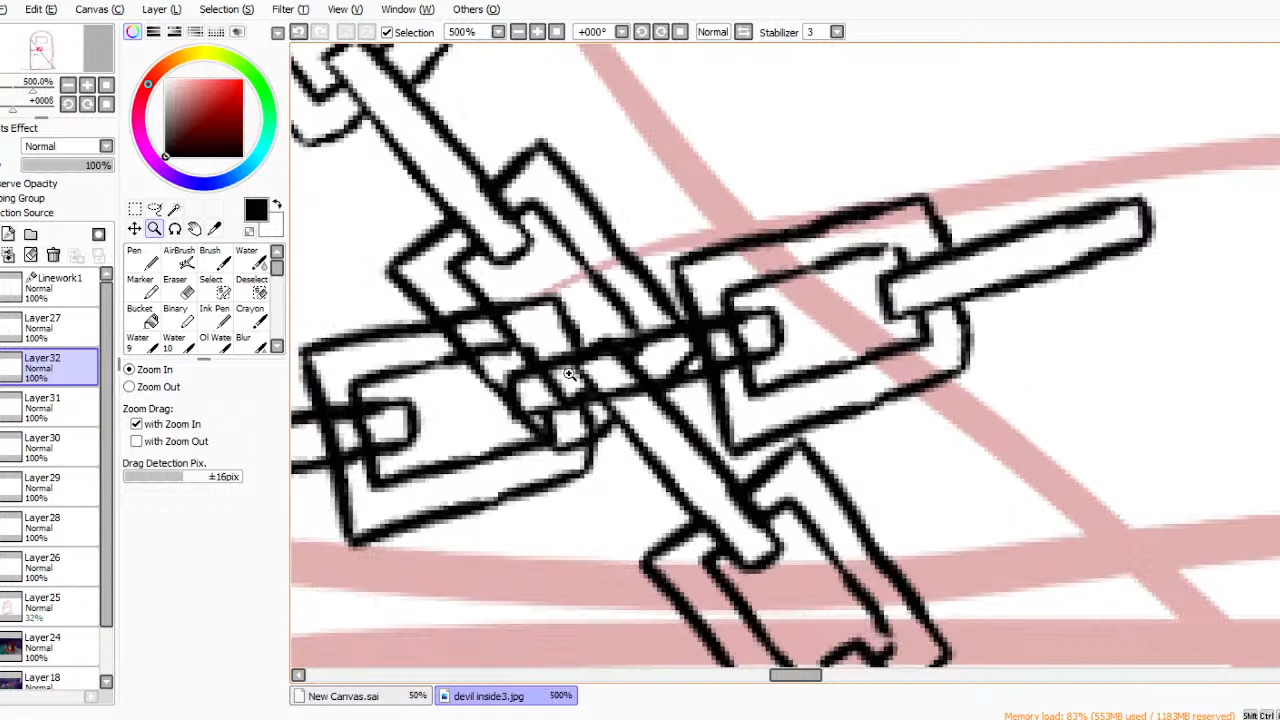 Edit (E) Canvas (C) Layer (L) Selection (S) Filter (T) View (V) Window (W) Others (O)
Selection 500% +000° Normal Stabilizer 3
500.0%
+000°
ts Effect
Normal
100%
erve Opacity
ping Group
ction Source
Pen AirBrush Brush Water
Marker Eraser Select Deselect
Bucket Binary Ink Pen Crayon
Water 9 Water 10 Oil Water Blur
Linework1
Normal
100%
Layer27
Normal
100%
Layer32
Normal
100%
Layer31
Normal
100%
Layer30
Normal
100%
Layer29
Normal
100%
Layer28
Normal
100%
Layer26
Normal
100%
Layer25
Normal
32%
Layer24
Normal
100%
Layer18
Normal
Zoom In
Zoom Out
Zoom Drag:
with Zoom In
with Zoom Out
Drag Detection Pix.
±16pix
New Canvas.sai 50% devil inside3.jpg 500%
Memory load: 83% (553MB used / 1183MB reserved) Shift Ctrl